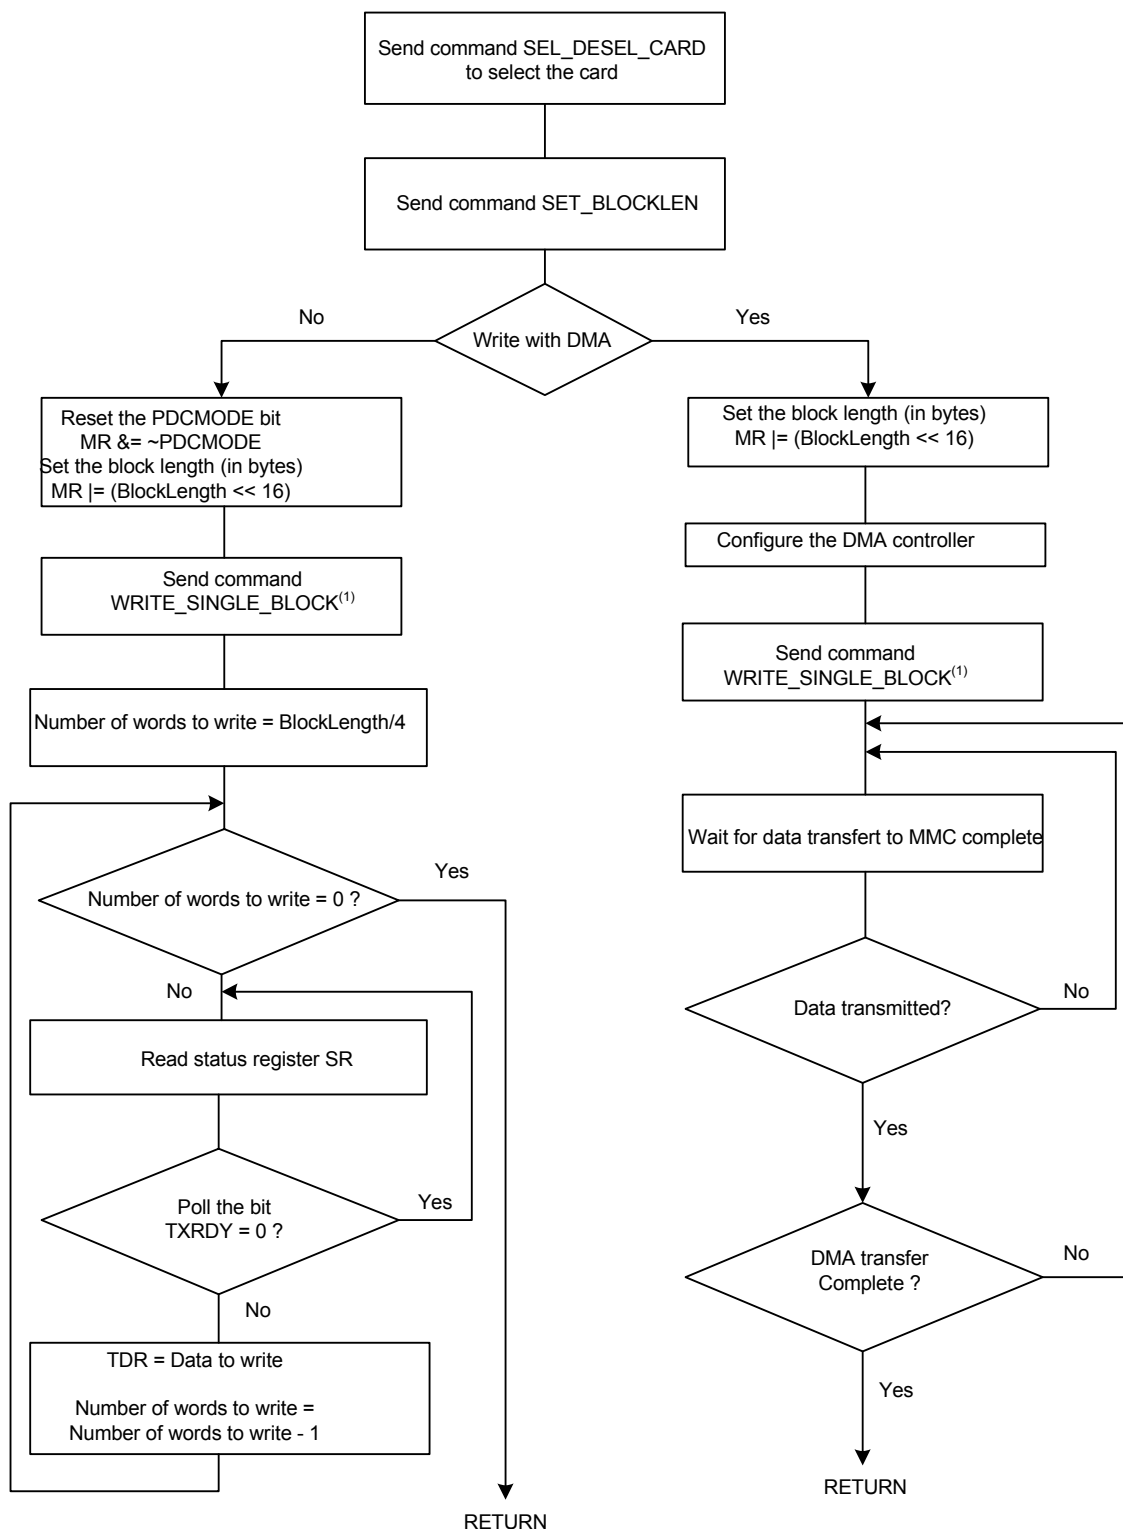 Send command SEL_DESEL_CARD
to select the card
Send command SET_BLOCKLEN
No
Yes
Write with DMA
Reset the PDCMODE bit
MR &= ~PDCMODE
Set the block length (in bytes)
MR |= (BlockLength << 16)
Send command
WRITE_SINGLE_BLOCK(1)
Number of words to write = BlockLength/4
Number of words to write = 0 ?
Yes
No
Read status register SR
Poll the bit
TXRDY = 0 ?
Yes
No
TDR = Data to write
Number of words to write =
Number of words to write - 1
RETURN
Set the block length (in bytes)
MR |= (BlockLength << 16)
Configure the DMA controller
Send command
WRITE_SINGLE_BLOCK(1)
Wait for data transfert to MMC complete
Data transmitted?
No
Yes
DMA transfer
Complete ?
No
Yes
RETURN